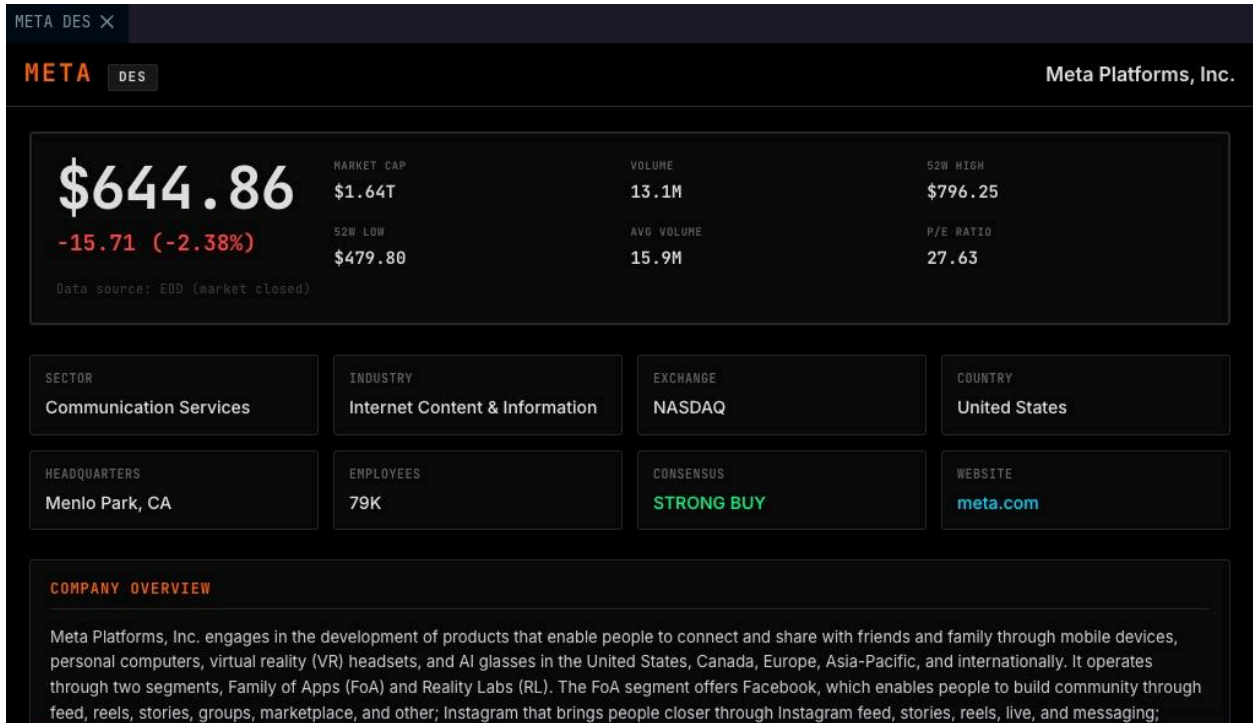 META DES ✕
META DES
Meta Platforms, Inc.
$644.86
-15.71 (-2.38%)
Data source: EOD (market closed)
MARKET CAP
$1.64T
VOLUME
13.1M
52W HIGH
$796.25
52W LOW
$479.80
AVG VOLUME
15.9M
P/E RATIO
27.63
SECTOR
Communication Services
INDUSTRY
Internet Content & Information
EXCHANGE
NASDAQ
COUNTRY
United States
HEADQUARTERS
Menlo Park, CA
EMPLOYEES
79K
CONSENSUS
STRONG BUY
WEBSITE
meta.com
COMPANY OVERVIEW
Meta Platforms, Inc. engages in the development of products that enable people to connect and share with friends and family through mobile devices,
personal computers, virtual reality (VR) headsets, and AI glasses in the United States, Canada, Europe, Asia-Pacific, and internationally. It operates
through two segments, Family of Apps (FoA) and Reality Labs (RL). The FoA segment offers Facebook, which enables people to build community through
feed, reels, stories, groups, marketplace, and other; Instagram that brings people closer through Instagram feed, stories, reels, live, and messaging;